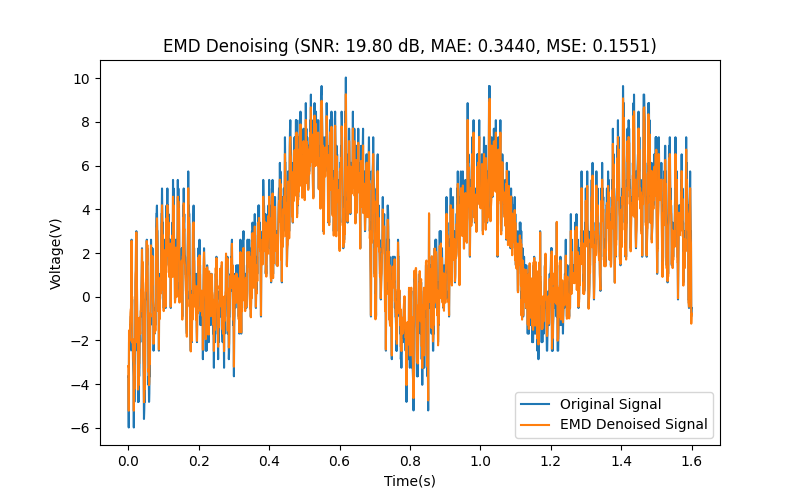 EMD Denoising (SNR: 19.80 dB, MAE: 0.3440, MSE: 0.1551)
10
8
6
4
2
0
−2
−4
−6
Voltage(V)
Original Signal
EMD Denoised Signal
0.0 0.2 0.4 0.6 0.8 1.0 1.2 1.4 1.6
Time(s)